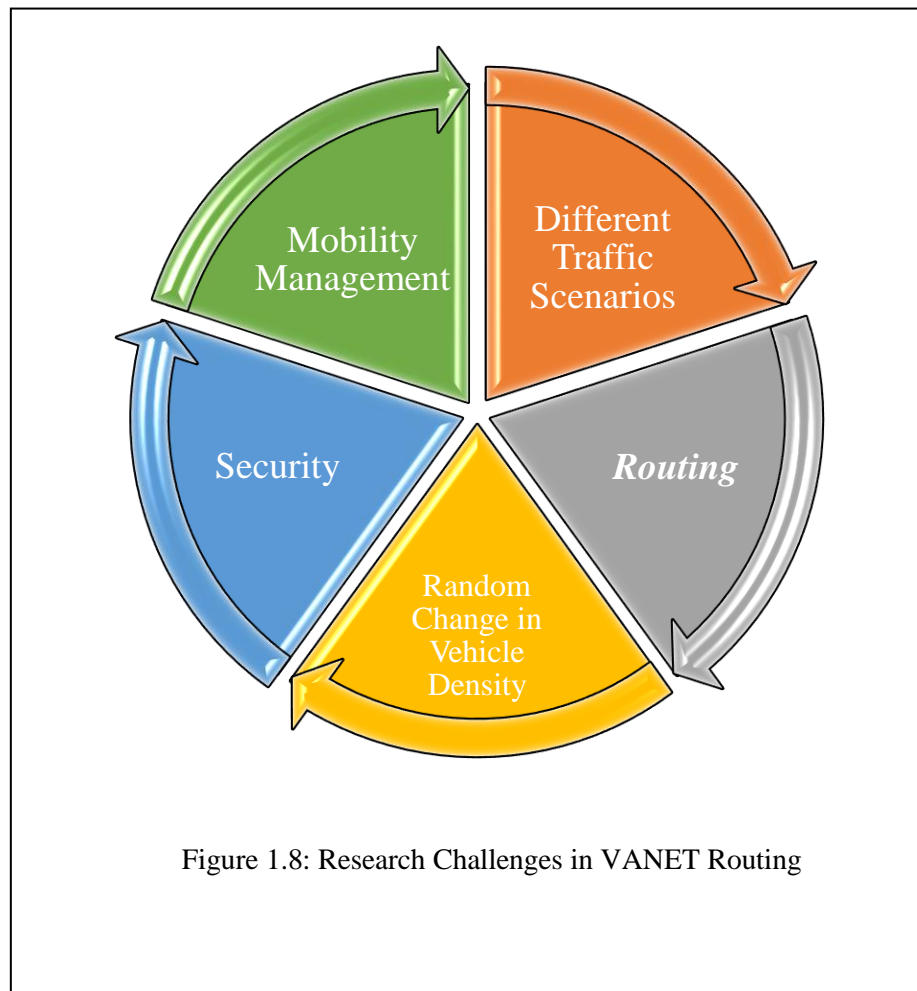 Mobility
Management
Different
Traffic
Scenarios
Security
Routing
Random
Change in
Vehicle
Density
Figure 1.8: Research Challenges in VANET Routing